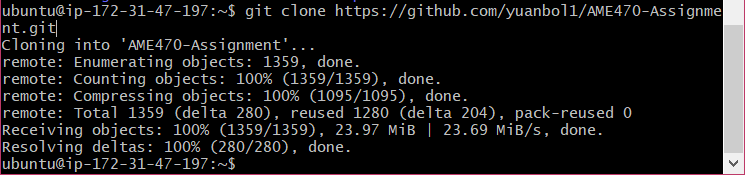 ubuntu@ip-172-31-47-197:~$ git clone https://github.com/yuanbol1/AME470-Assignme
nt.git
Cloning into 'AME470-Assignment'...
remote: Enumerating objects: 1359, done.
remote: Counting objects: 100% (1359/1359), done.
remote: Compressing objects: 100% (1095/1095), done.
remote: Total 1359 (delta 280), reused 1280 (delta 204), pack-reused 0
Receiving objects: 100% (1359/1359), 23.97 MiB | 23.69 MiB/s, done.
Resolving deltas: 100% (280/280), done.
ubuntu@ip-172-31-47-197:~$